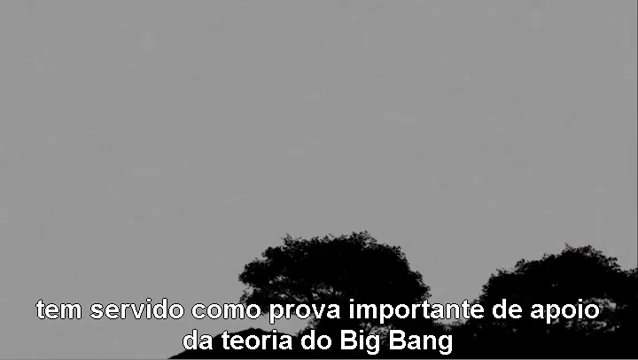 tem servido como prova importante de apoio
da teoria do Big Bang